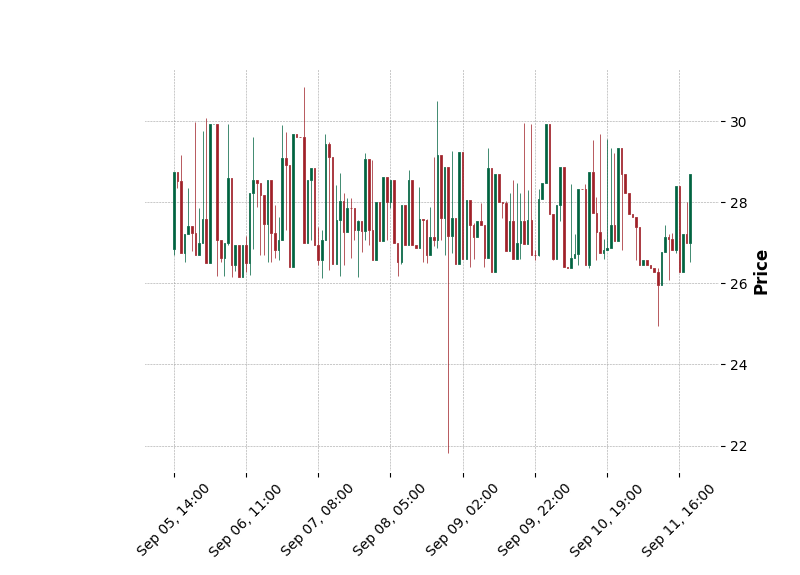 30
28
26
24
22
Price
Sep 05, 14:00
Sep 06, 11:00
Sep 07, 08:00
Sep 08, 05:00
Sep 09, 02:00
Sep 09, 22:00
Sep 10, 19:00
Sep 11, 16:00